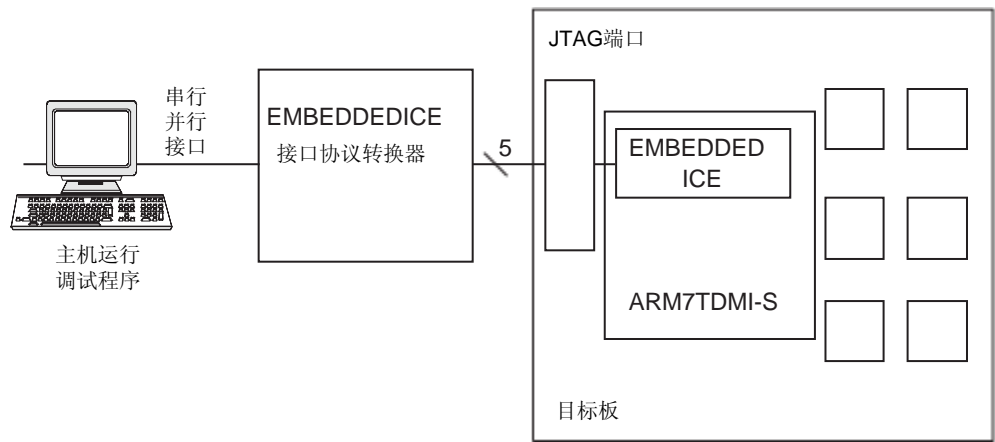 串行
并行
接口
主机运行
调试程序
EMBEDDEDICE
接口协议转换器
5
JTAG端口
EMBEDDED
ICE
ARM7TDMI-S
目标板